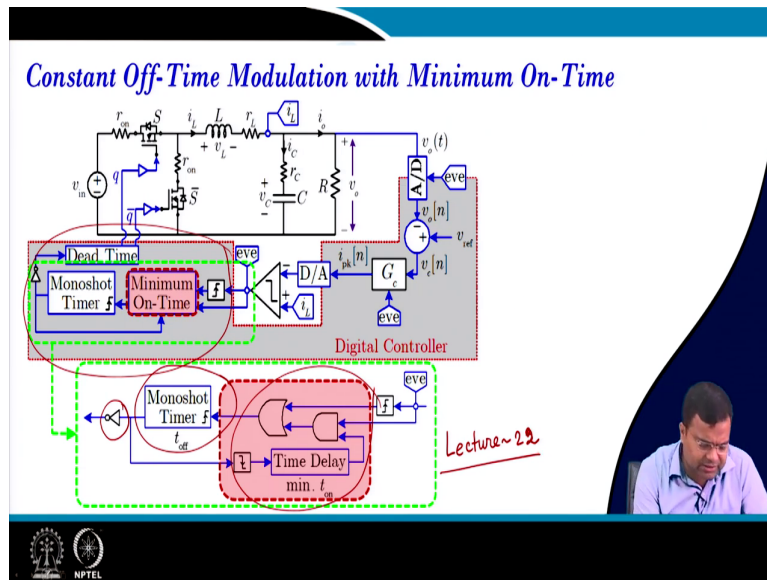 Constant Off-Time Modulation with Minimum On-Time
r_on S i_L L r_L i_L i_o
+ v_L −
v_o(t)
i_C
q r_on
v_in
r_C
+ v_C − C R + v_o −
A/D eve
q̄ S̄
v_o[n]
− + v_ref
Dead Time eve i_pk[n] v_e[n]
D/A G_c
Monoshot Timer
Minimum On-Time
− + i_L
eve
Digital Controller
eve
Monoshot
Timer
t_off
Lecture~22
Time Delay
min. t_on
NPTEL